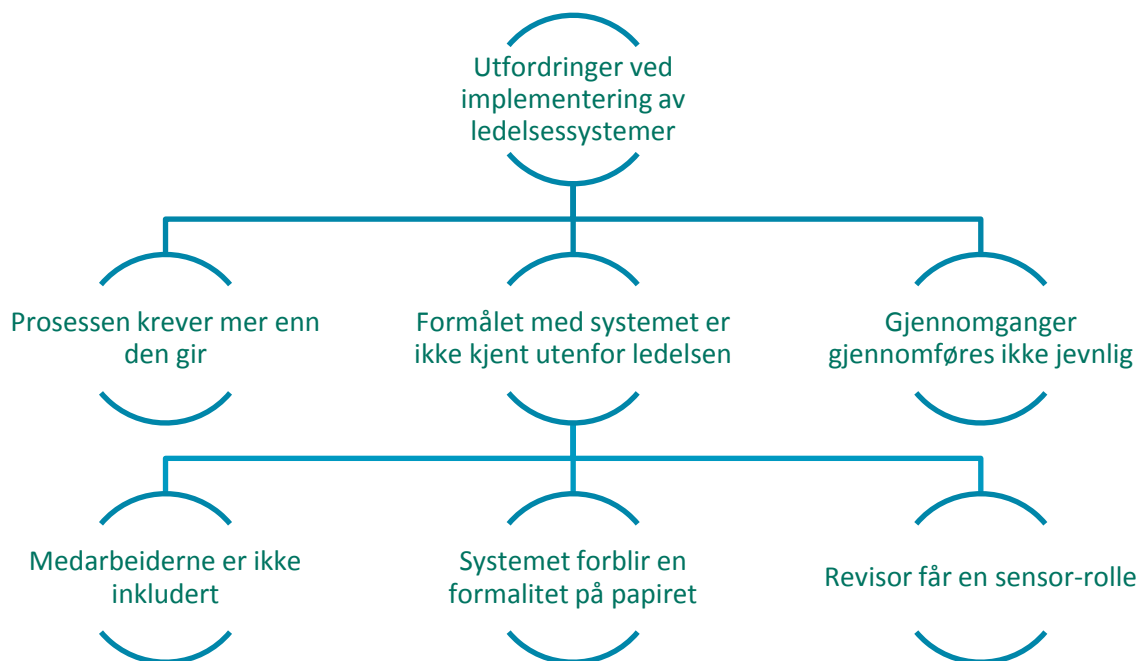 Utfordringer ved
implementering av
ledelsessystemer
Prosessen krever mer enn
den gir
Formålet med systemet er
ikke kjent utenfor ledelsen
Gjennomganger
gjennomføres ikke jevnlig
Medarbeiderne er ikke
inkludert
Systemet forblir en
formalitet på papiret
Revisor får en sensor-rolle